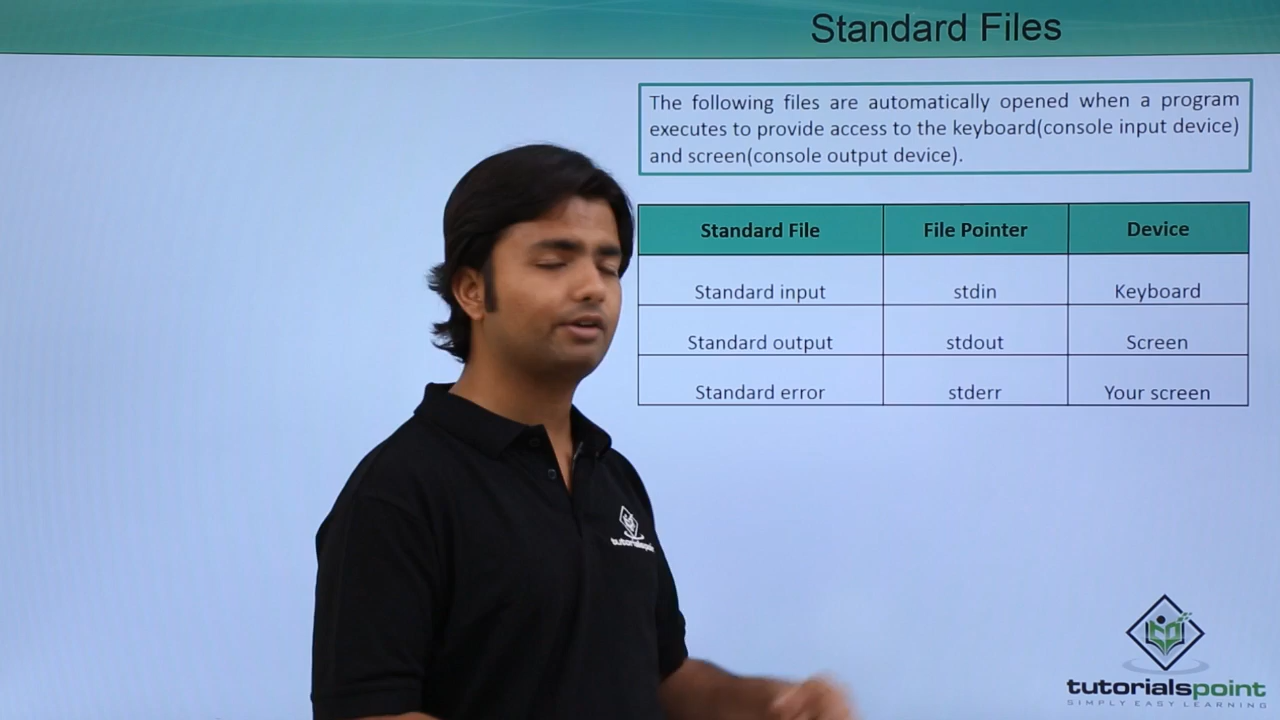 Standard Files
The following files are automatically opened when a program
executes to provide access to the keyboard(console input device)
and screen(console output device).
Standard File File Pointer Device
Standard input stdin Keyboard
Standard output stdout Screen
Standard error stderr Your screen
tutorialspoint
tutorialspoint
SIMPLY EASY LEARNING